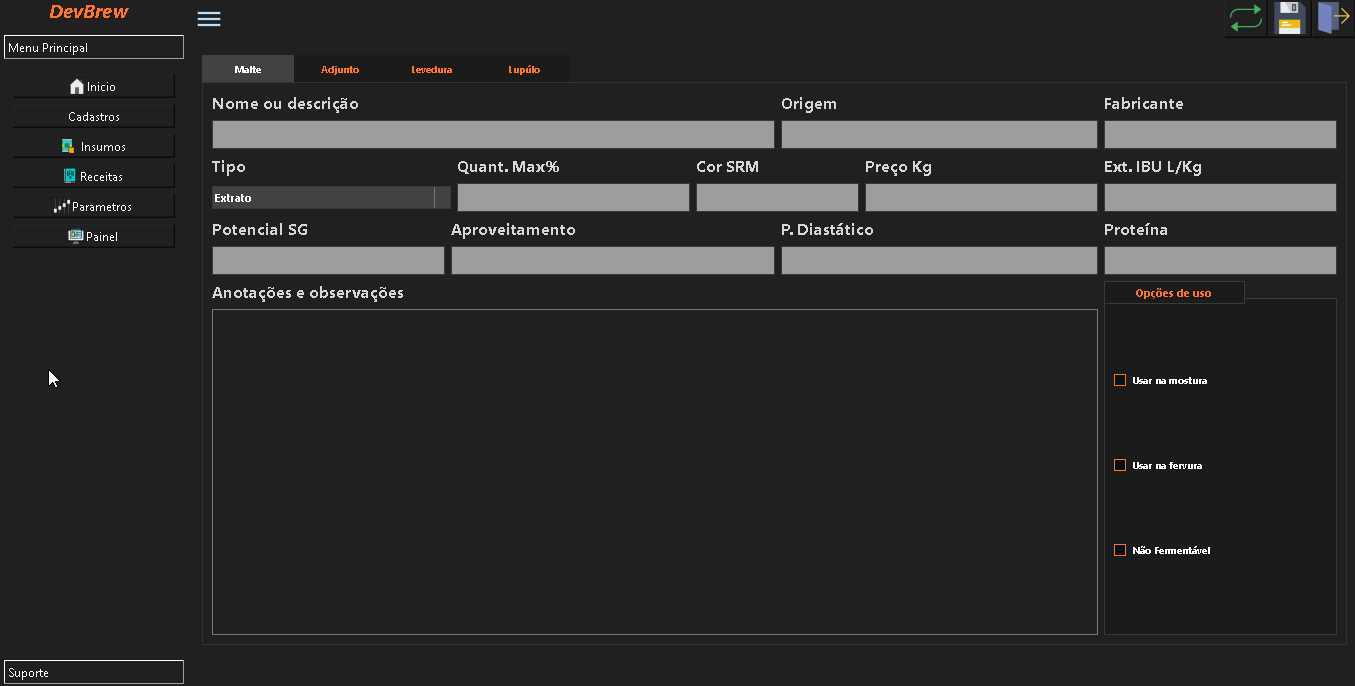 DevBrew
Menu Principal
Inicio
Cadastros
Insumos
Receitas
Parametros
Painel
Suporte
Malte Adjunto Levedura Lupúlo
Nome ou descrição Origem Fabricante
Tipo Quant. Max% Cor SRM Preço Kg Ext. IBU L/Kg
Extrato
Potencial SG Aproveitamento P. Diastático Proteína
Anotações e observações
Opções de uso
Usar na mostura
Usar na fervura
Não Fermentável